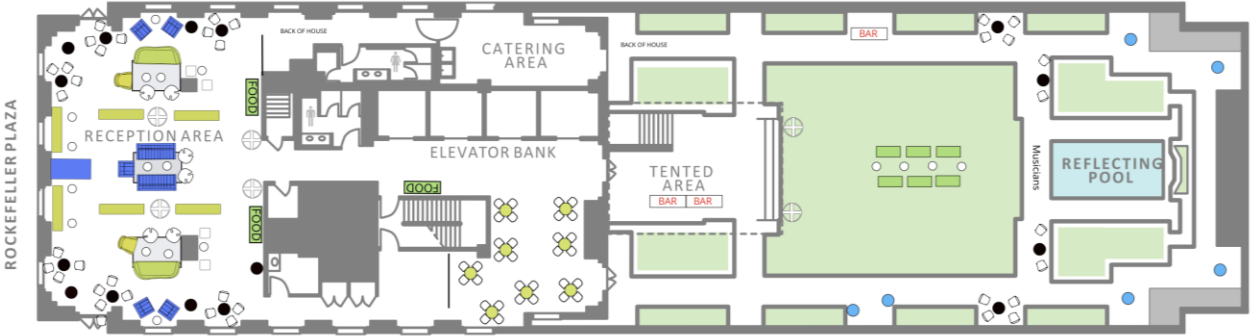 ROCKEFELLER PLAZA
BACK OF HOUSE
CATERING
AREA
BACK OF HOUSE
BAR
FOOD
RECEPTION AREA
ELEVATOR BANK
FOOD
TENTED
AREA
BAR
BAR
Musicians
REFLECTING
POOL
FOOD